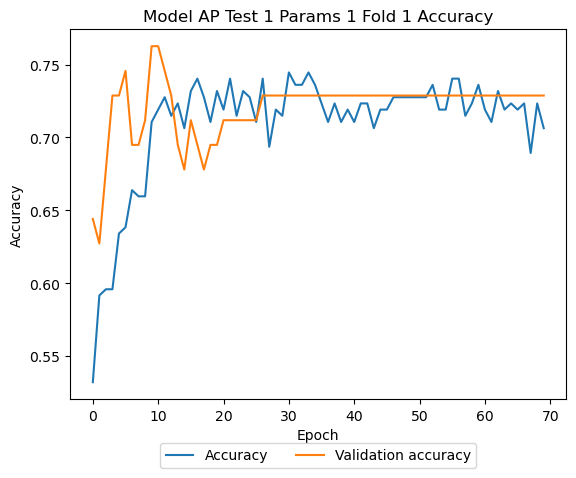 Model AP Test 1 Params 1 Fold 1 Accuracy
0.75
0.70
0.65
0.60
0.55
Accuracy
0 10 20 30 40 50 60 70
Epoch
Accuracy Validation accuracy